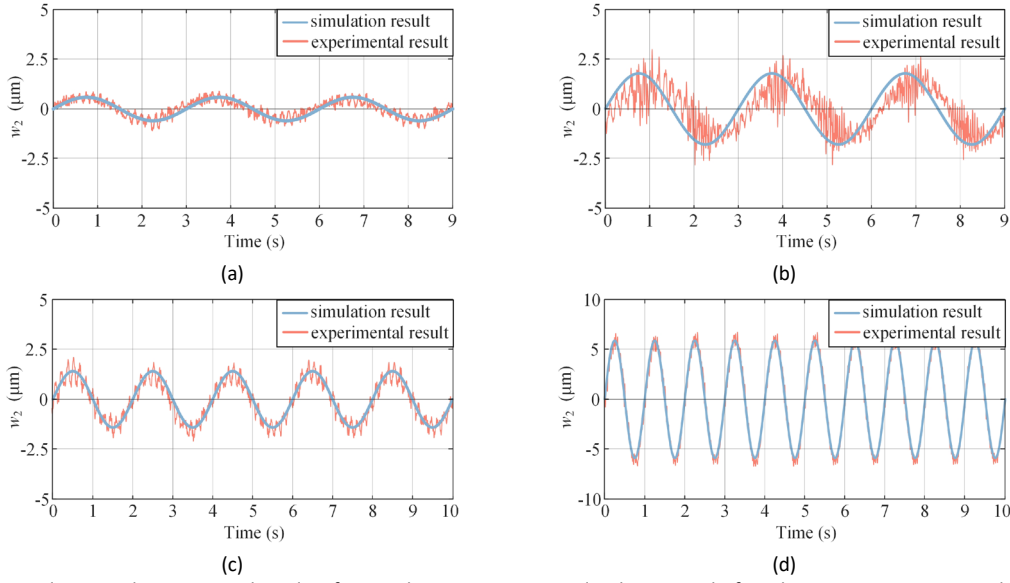 simulation result
experimental result
5
2.5
0
-2.5
-5
w₂ (μm)
0 1 2 3 4 5 6 7 8 9
Time (s)
(a)
simulation result
experimental result
5
2.5
0
-2.5
-5
w₂ (μm)
0 1 2 3 4 5 6 7 8 9
Time (s)
(b)
simulation result
experimental result
5
2.5
0
-2.5
-5
w₂ (μm)
0 1 2 3 4 5 6 7 8 9 10
Time (s)
(c)
simulation result
experimental result
10
5
0
-5
-10
w₂ (μm)
0 1 2 3 4 5 6 7 8 9 10
Time (s)
(d)